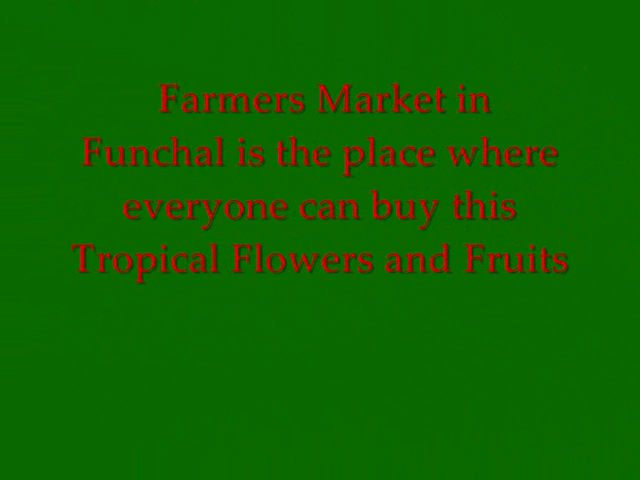 Farmers Market in
Funchal is the place where
everyone can buy this
Tropical Flowers and Fruits